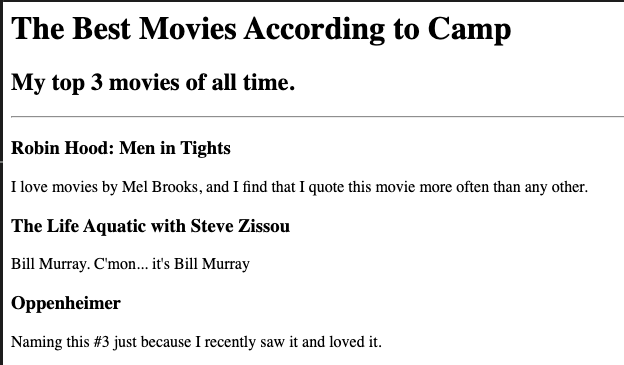 The Best Movies According to Camp
My top 3 movies of all time.
Robin Hood: Men in Tights
I love movies by Mel Brooks, and I find that I quote this movie more often than any other.
The Life Aquatic with Steve Zissou
Bill Murray. C'mon... it's Bill Murray
Oppenheimer
Naming this #3 just because I recently saw it and loved it.